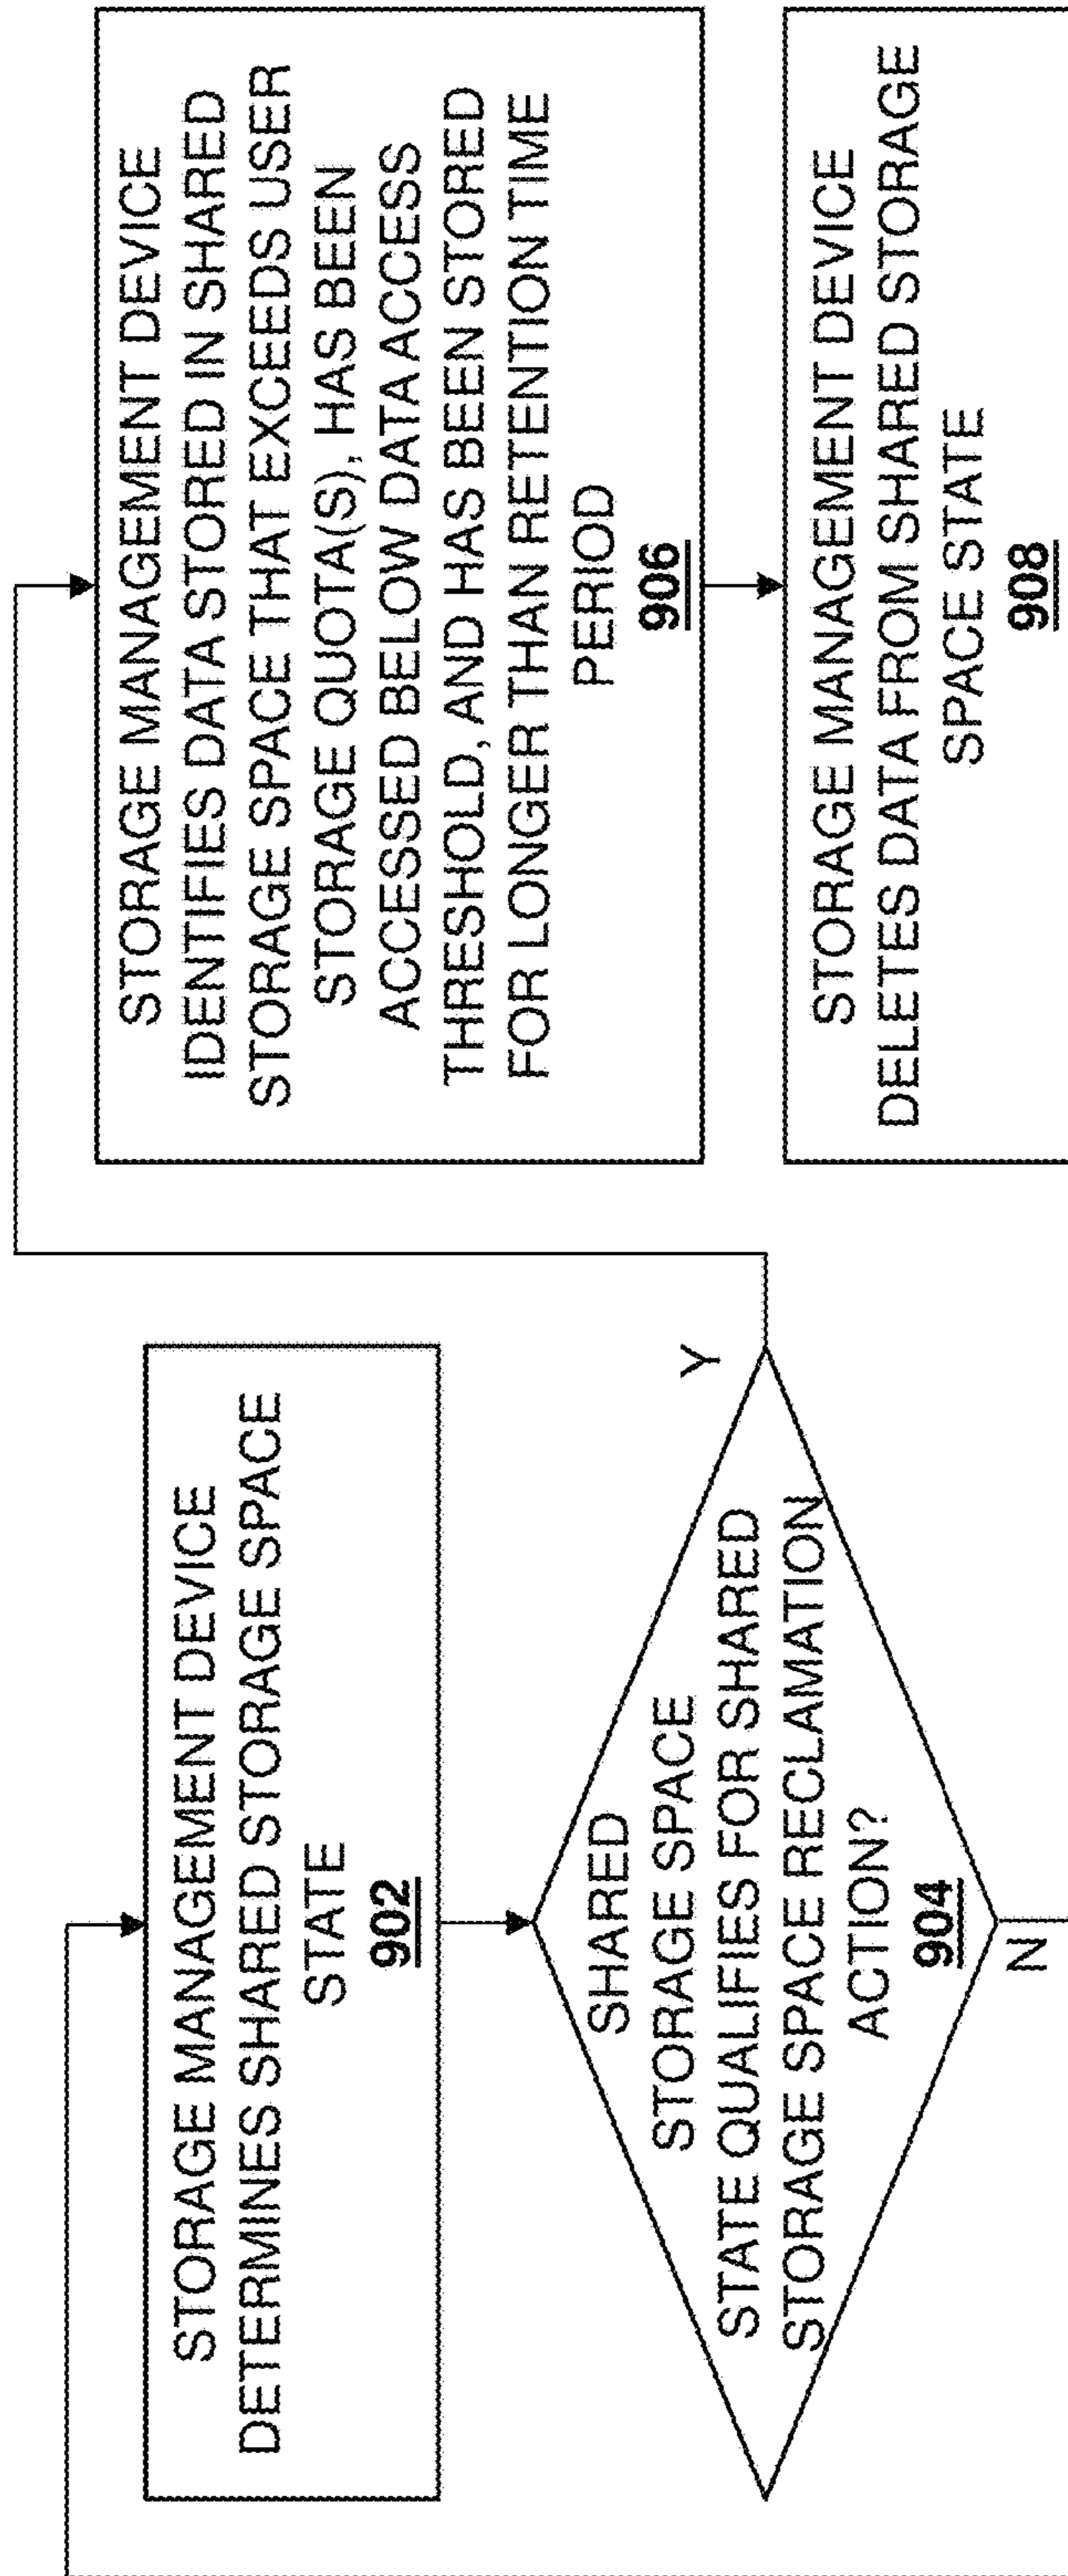 STORAGE MANAGEMENT DEVICE
DETERMINES SHARED STORAGE SPACE
STATE
902
SHARED
STORAGE SPACE
STATE QUALIFIES FOR SHARED
STORAGE SPACE RECLAMATION
ACTION?
904
Y
N
STORAGE MANAGEMENT DEVICE
IDENTIFIES DATA STORED IN SHARED
STORAGE SPACE THAT EXCEEDS USER
STORAGE QUOTA(S), HAS BEEN
ACCESSED BELOW DATA ACCESS
THRESHOLD, AND HAS BEEN STORED
FOR LONGER THAN RETENTION TIME
PERIOD
906
STORAGE MANAGEMENT DEVICE
DELETES DATA FROM SHARED STORAGE
SPACE STATE
908